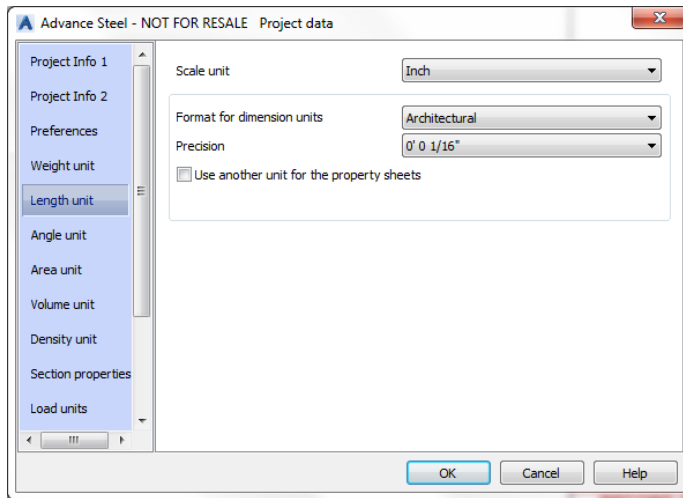 Advance Steel - NOT FOR RESALE Project data
Project Info 1
Project Info 2
Preferences
Weight unit
Length unit
Angle unit
Area unit
Volume unit
Density unit
Section properties
Load units
Scale unit Inch
Format for dimension units Architectural
Precision 0' 0 1/16"
Use another unit for the property sheets
OK Cancel Help